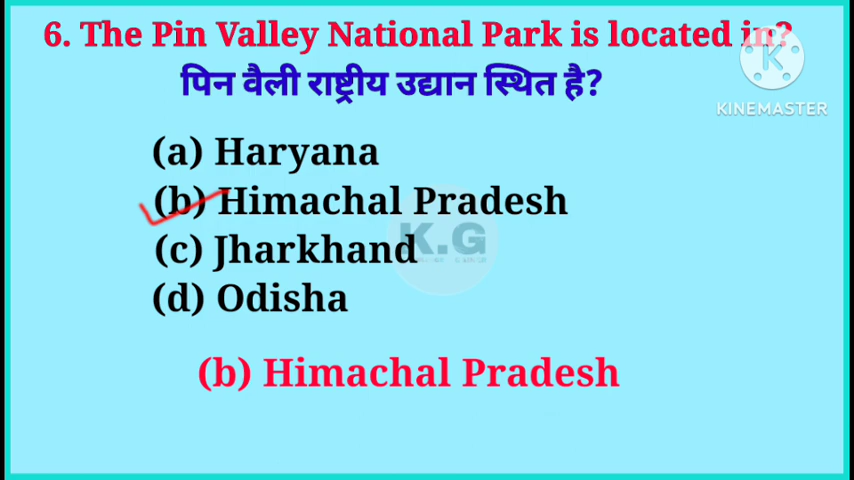 6. The Pin Valley National Park is located in?
पिन वैली राष्ट्रीय उद्यान स्थित है?
KINEMASTER
(a) Haryana
(b) Himachal Pradesh
(c) Jharkhand
K.G
(d) Odisha
(b) Himachal Pradesh